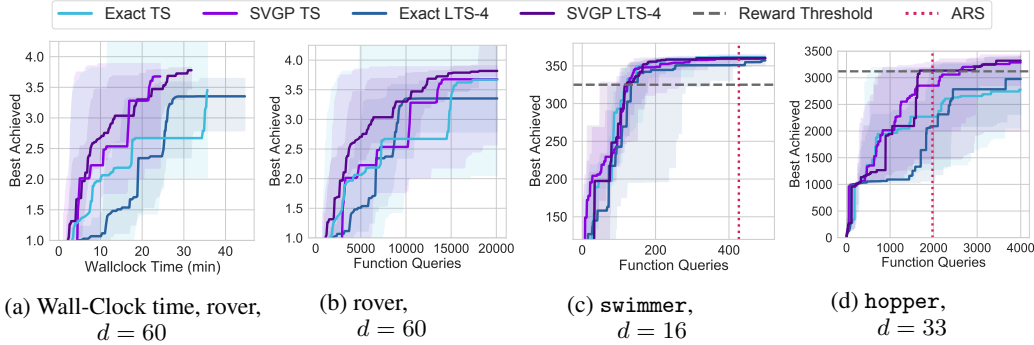 Exact TS SVGP TS Exact LTS-4 SVGP LTS-4 Reward Threshold ARS
Best Achieved
4.0
3.5
3.0
2.5
2.0
1.5
1.0
0 10 20 30 40
Wallclock Time (min)
(a) Wall-Clock time, rover,
d = 60
Best Achieved
4.0
3.5
3.0
2.5
2.0
1.5
1.0
0 5000 10000 15000 20000
Function Queries
(b) rover,
d = 60
Best Achieved
350
300
250
200
150
0 200 400
Function Queries
(c) swimmer,
d = 16
Best Achieved
3500
3000
2500
2000
1500
1000
500
0
0 1000 2000 3000 4000
Function Queries
(d) hopper,
d = 33